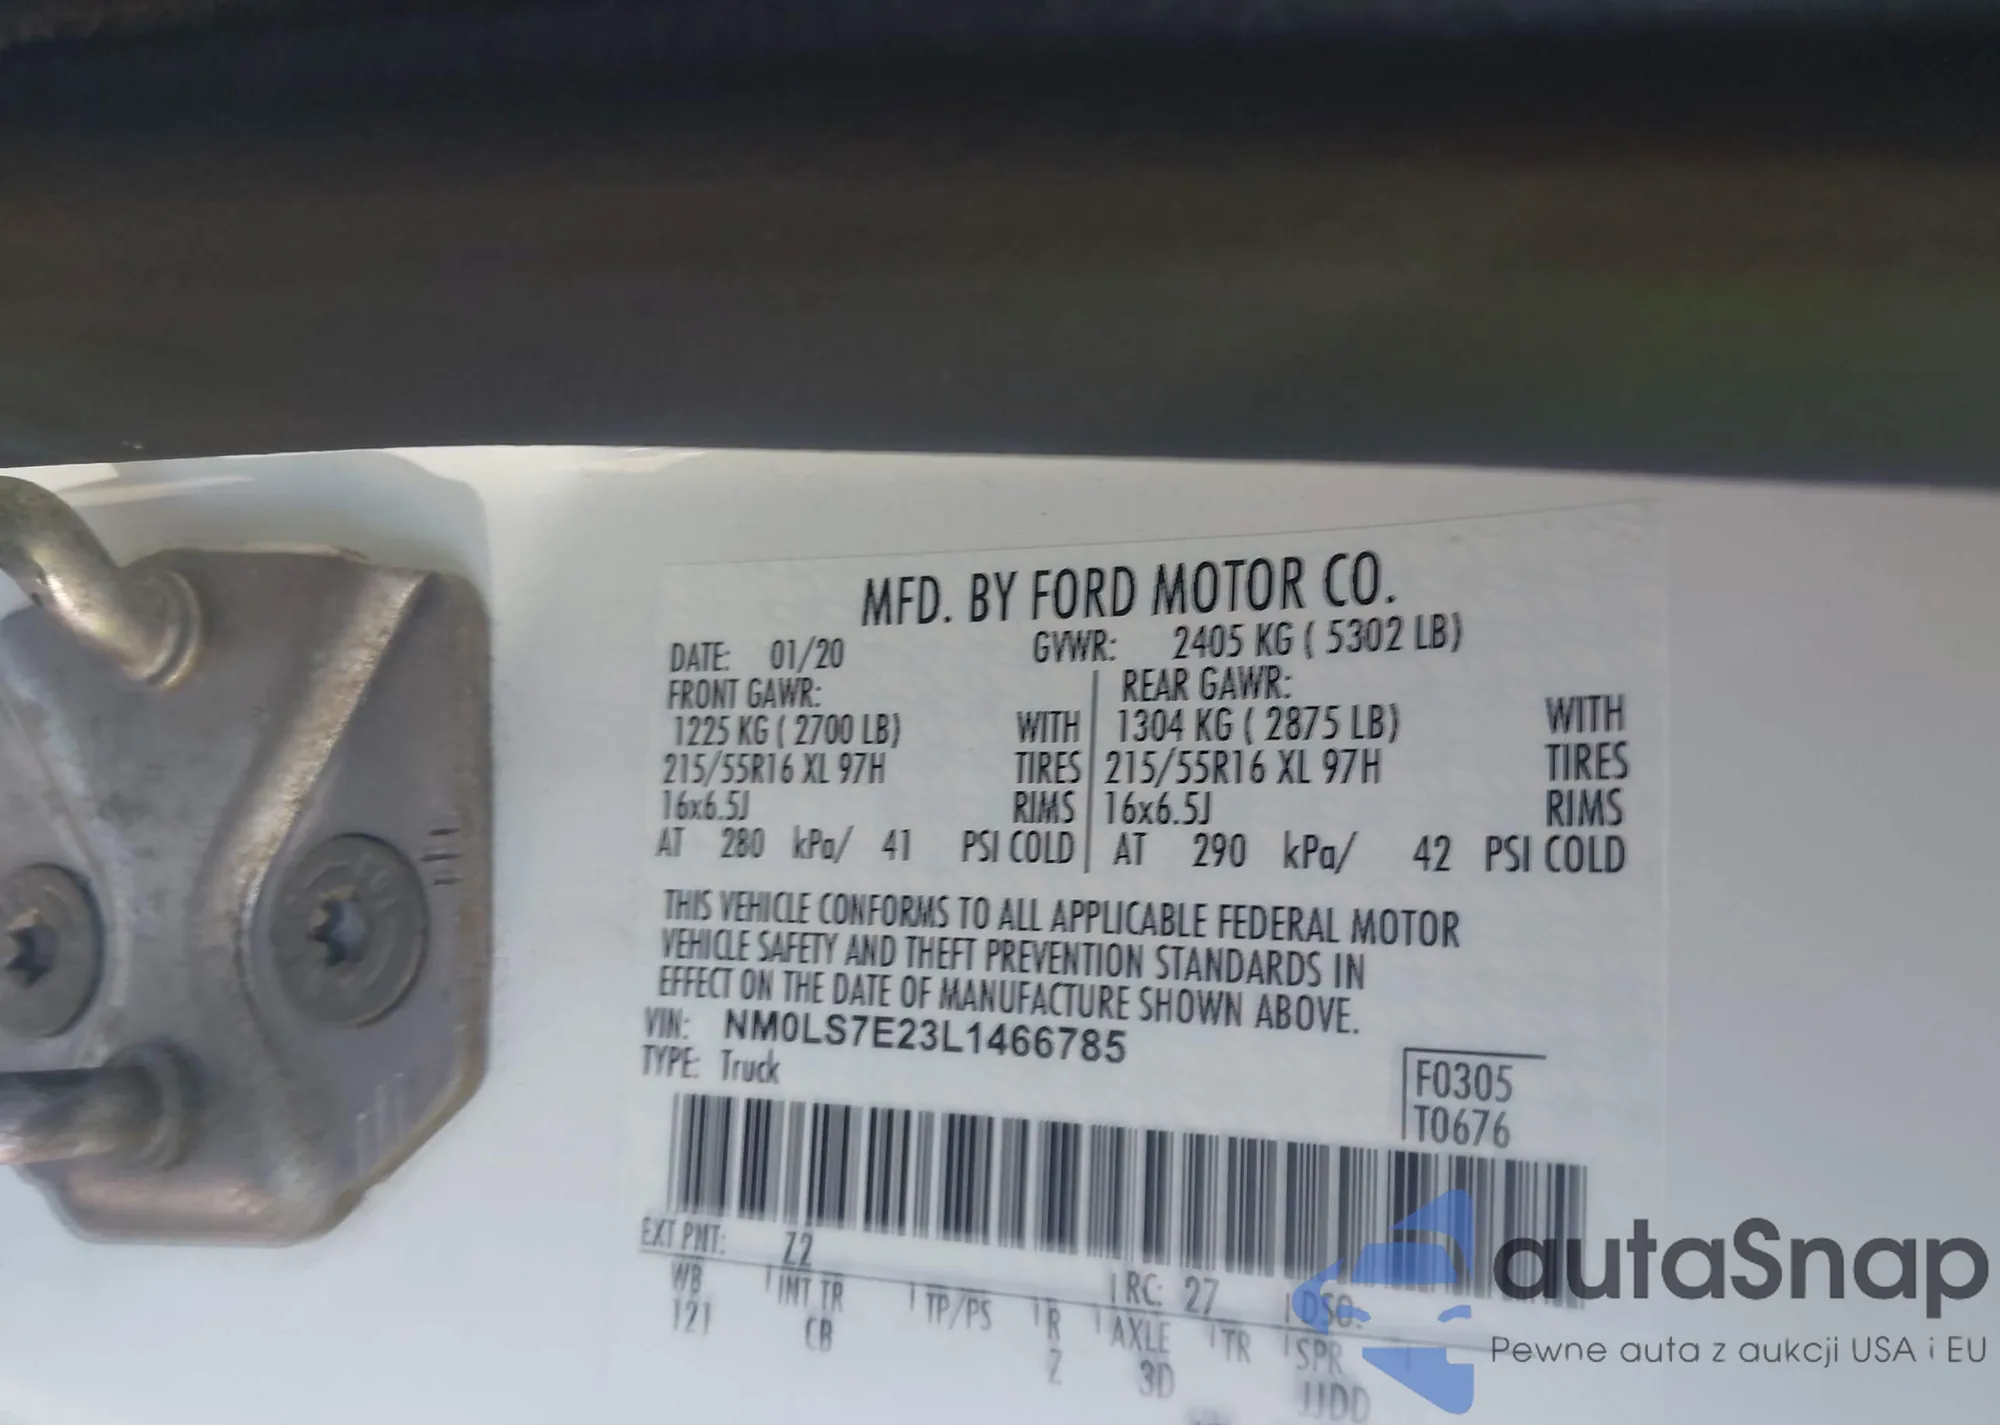 MFD. BY FORD MOTOR CO.
DATE: 01/20 GVWR: 2405 KG ( 5302 LB)
FRONT GAWR: REAR GAWR:
1225 KG ( 2700 LB) WITH 1304 KG ( 2875 LB) WITH
215/55R16 XL 97H TIRES 215/55R16 XL 97H TIRES
16x6.5J RIMS 16x6.5J RIMS
AT 280 kPa/ 41 PSI COLD AT 290 kPa/ 42 PSI COLD
THIS VEHICLE CONFORMS TO ALL APPLICABLE FEDERAL MOTOR
VEHICLE SAFETY AND THEFT PREVENTION STANDARDS IN
EFFECT ON THE DATE OF MANUFACTURE SHOWN ABOVE.
VIN: NM0LS7E23L1466785
TYPE: Truck
F0305
T0676
EXT PNT: Z2 RC: 27 DSO:
WB INT TR TP/PS R AXLE TR SPR
121 CB Z 3D JJDD
autaSnap
Pewne auta z aukcji USA i EU